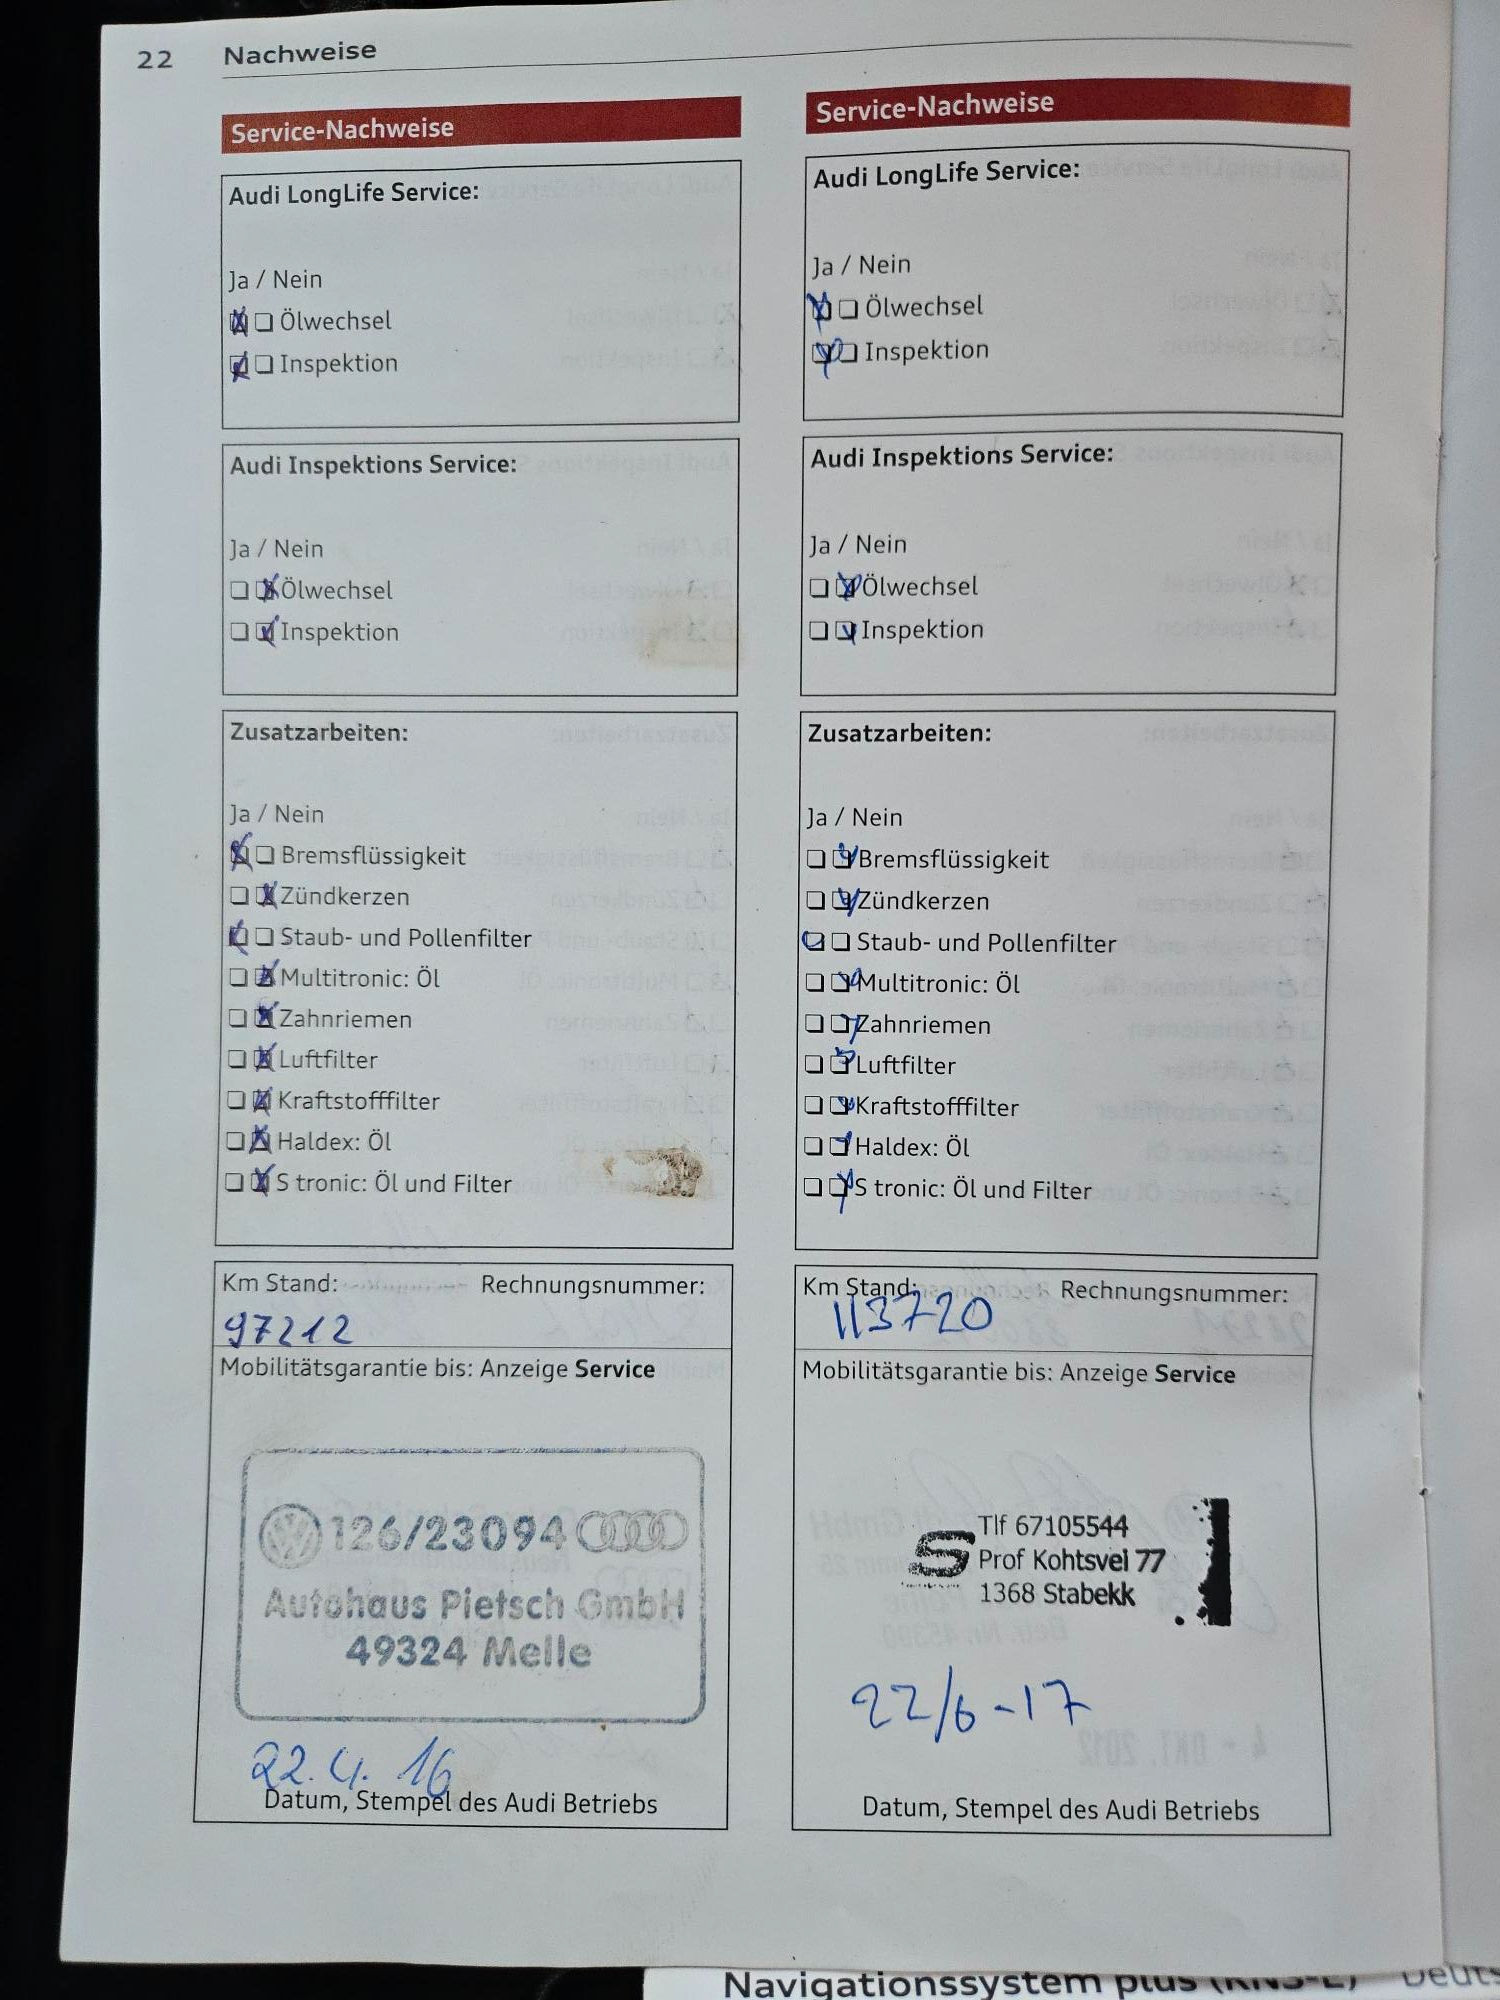 22 Nachweise
Service-Nachweise
Audi LongLife Service:
Ja / Nein
Ölwechsel
Inspektion
Audi Inspektions Service:
Ja / Nein
Ölwechsel
Inspektion
Zusatzarbeiten:
Ja / Nein
Bremsflüssigkeit
Zündkerzen
Staub- und Pollenfilter
Multitronic: Öl
Zahnriemen
Luftfilter
Kraftstofffilter
Haldex: Öl
S tronic: Öl und Filter
Km Stand: Rechnungsnummer:
97212
Mobilitätsgarantie bis: Anzeige Service
126/23094
Autohaus Pietsch GmbH
49324 Melle
22.4. 16
Datum, Stempel des Audi Betriebs
Service-Nachweise
Audi LongLife Service:
Ja / Nein
Ölwechsel
Inspektion
Audi Inspektions Service:
Ja / Nein
Ölwechsel
Inspektion
Zusatzarbeiten:
Ja / Nein
Bremsflüssigkeit
Zündkerzen
Staub- und Pollenfilter
Multitronic: Öl
Zahnriemen
Luftfilter
Kraftstofffilter
Haldex: Öl
S tronic: Öl und Filter
Km Stand: Rechnungsnummer:
113720
Mobilitätsgarantie bis: Anzeige Service
S Tlf 67105544
Prof Kohtsvei 77
1368 Stabekk
22/6-17
Datum, Stempel des Audi Betriebs
Navigationssystem plus (RNS-E) Deuts